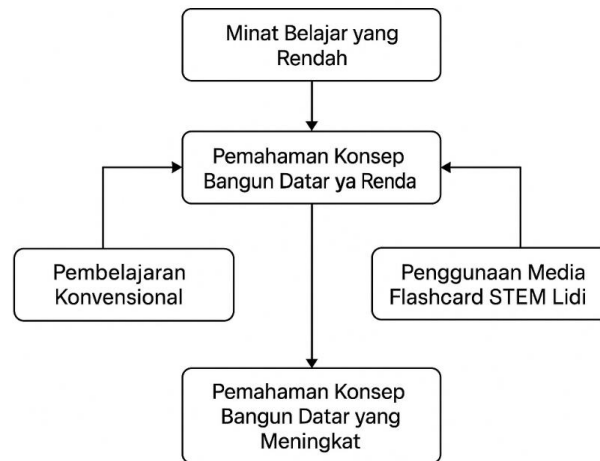 Minat Belajar yang
Rendah
Pemahaman Konsep
Bangun Datar ya Renda
Pembelajaran
Konvensional
Penggunaan Media
Flashcard STEM Lidi
Pemahaman Konsep
Bangun Datar yang
Meningkat